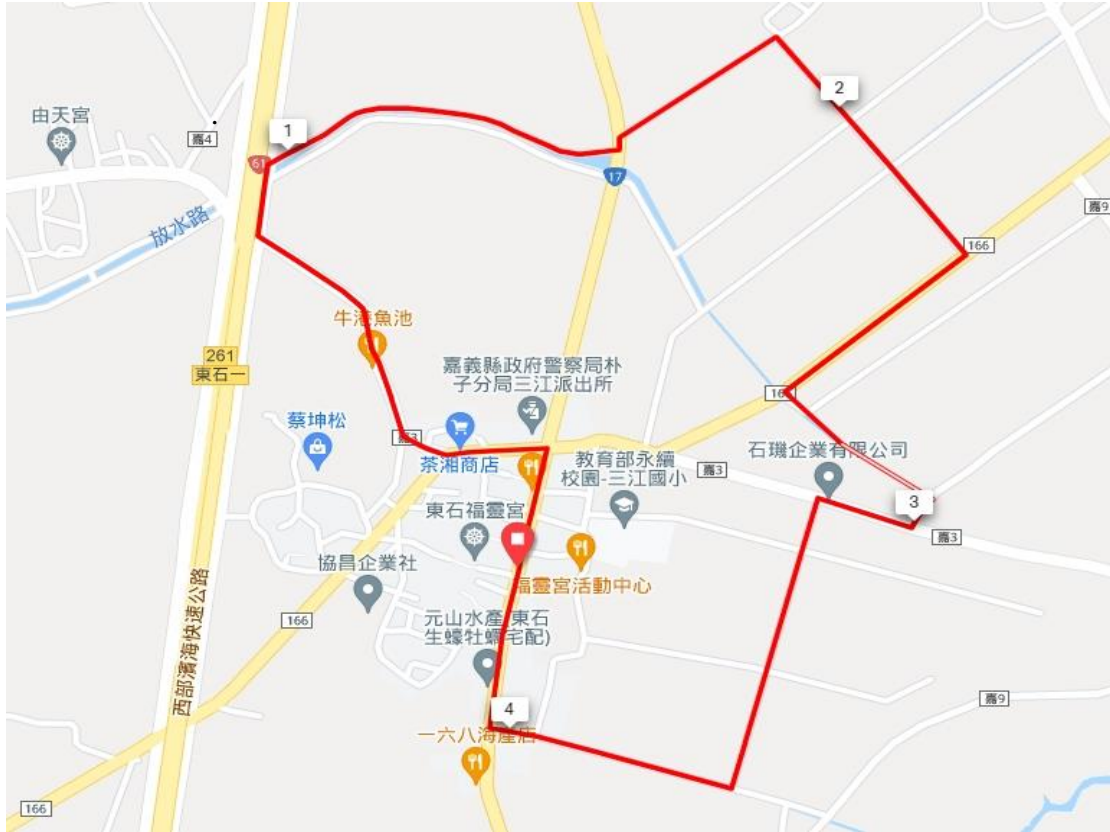 2
1
由天宮
嘉4
61
17
嘉9
放水路
166
牛港魚池
261
東石一
嘉義縣政府警察局朴
子分局三江派出所
蔡坤松
嘉3
茶湘商店
教育部永續
校園-三江國小
嘉3
石璣企業有限公司
3
嘉3
東石福靈宮
協昌企業社
福靈宮活動中心
166
元山水產(東石
生蠔牡蠣宅配)
西部濱海快速公路
4
嘉9
一六八海產店
166